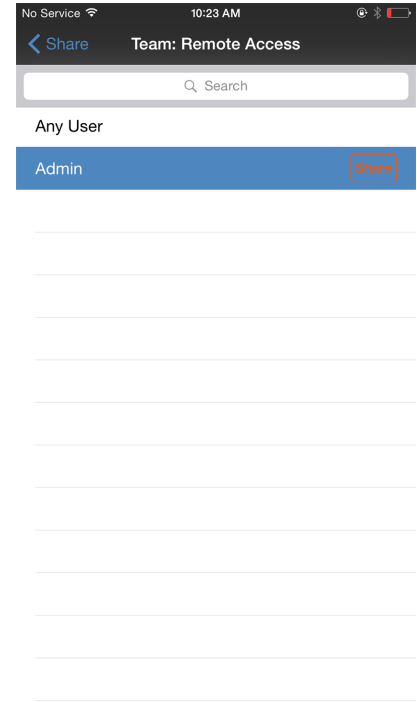 No Service 10:23 AM
Share Team: Remote Access
Search
Any User
Admin Share